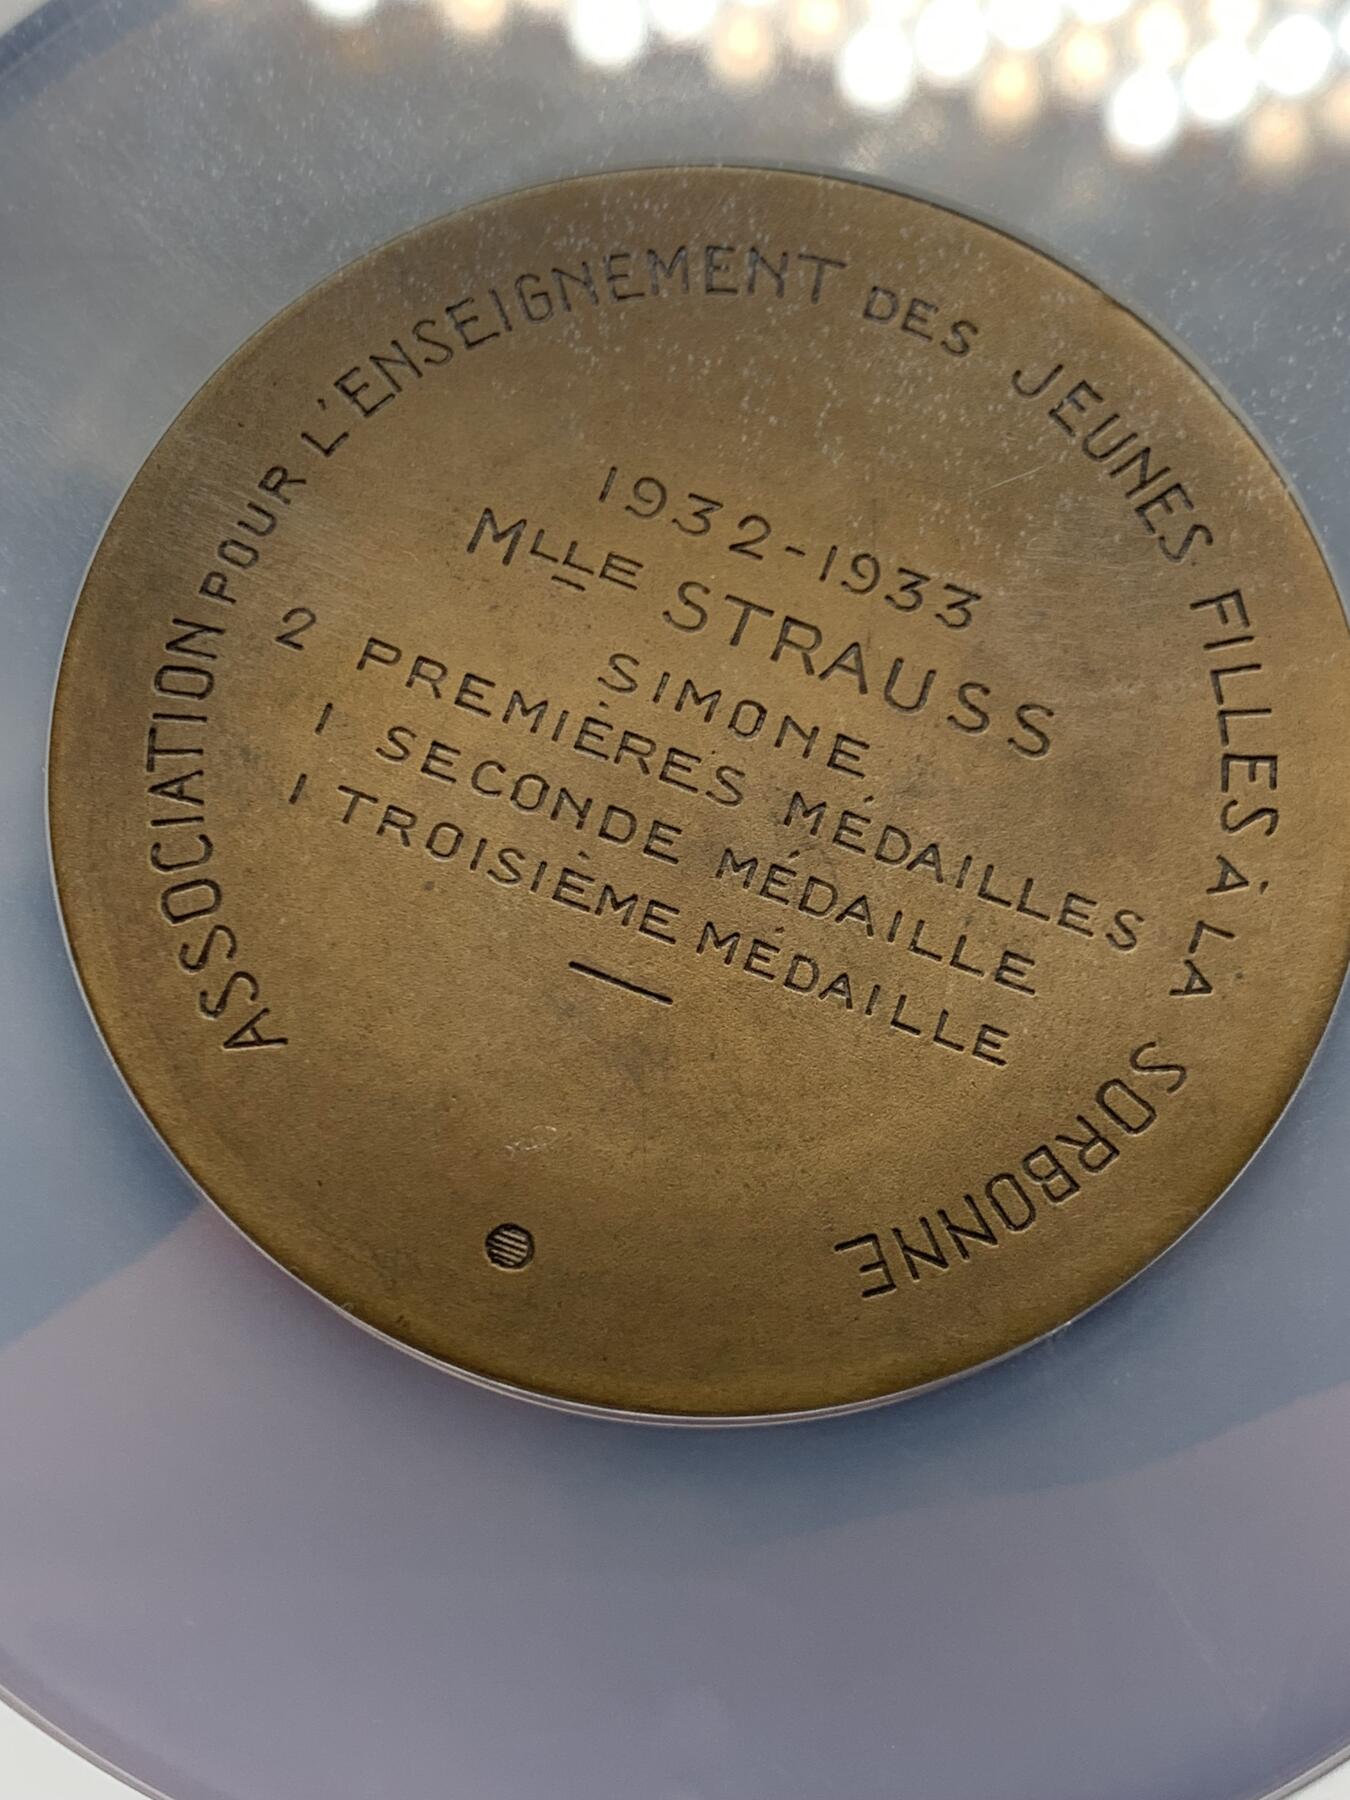 ASSOCIATION POUR L'ENSEIGNEMENT DES JEUNES FILLES À LA SORBONNE
1932-1933
MLLE STRAUSS
SIMONE
2 PREMIÈRES MÉDAILLES
1 SECONDE MÉDAILLE
1 TROISIÈME MÉDAILLE